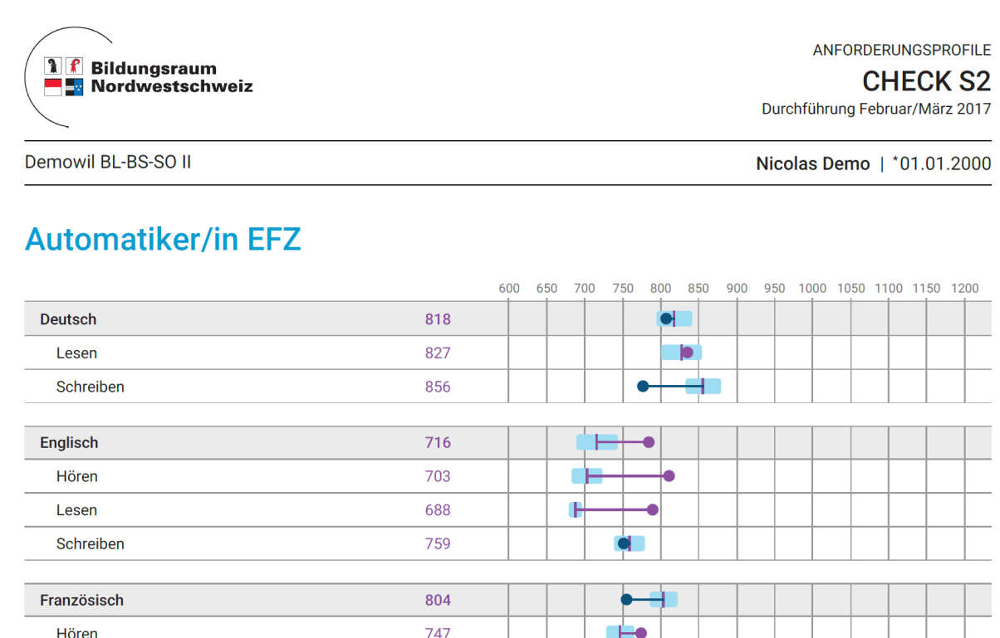 Bildungsraum
Nordwestschweiz
ANFORDERUNGSPROFILE
CHECK S2
Durchführung Februar/März 2017
Demowil BL-BS-SO II
Nicolas Demo | *01.01.2000
Automatiker/in EFZ
600 650 700 750 800 850 900 950 1000 1050 1100 1150 1200
Deutsch 818
Lesen 827
Schreiben 856
Englisch 716
Hören 703
Lesen 688
Schreiben 759
Französisch 804
Hören 747